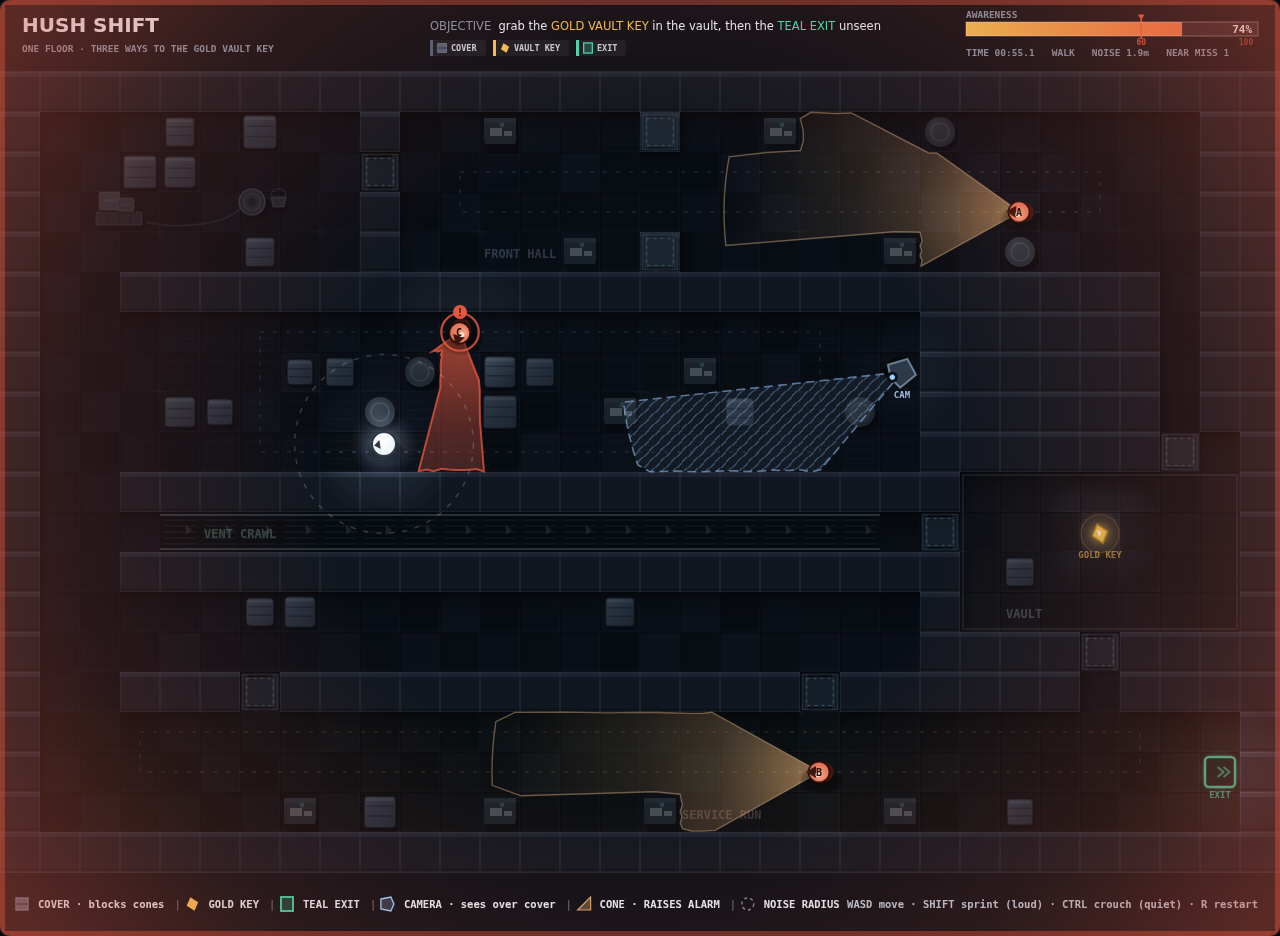 HUSH SHIFT
ONE FLOOR · THREE WAYS TO THE GOLD VAULT KEY
OBJECTIVE grab the GOLD VAULT KEY in the vault, then the TEAL EXIT unseen
COVER VAULT KEY EXIT
AWARENESS
74%
60 100
TIME 00:55.1 WALK NOISE 1.9m NEAR MISS 1
A
FRONT HALL
!
C
CAM
VENT CRAWL
GOLD KEY
VAULT
B
SERVICE RUN
EXIT
COVER · blocks cones | GOLD KEY | TEAL EXIT | CAMERA · sees over cover | CONE · RAISES ALARM | NOISE RADIUS WASD move · SHIFT sprint (loud) · CTRL crouch (quiet) · R restart